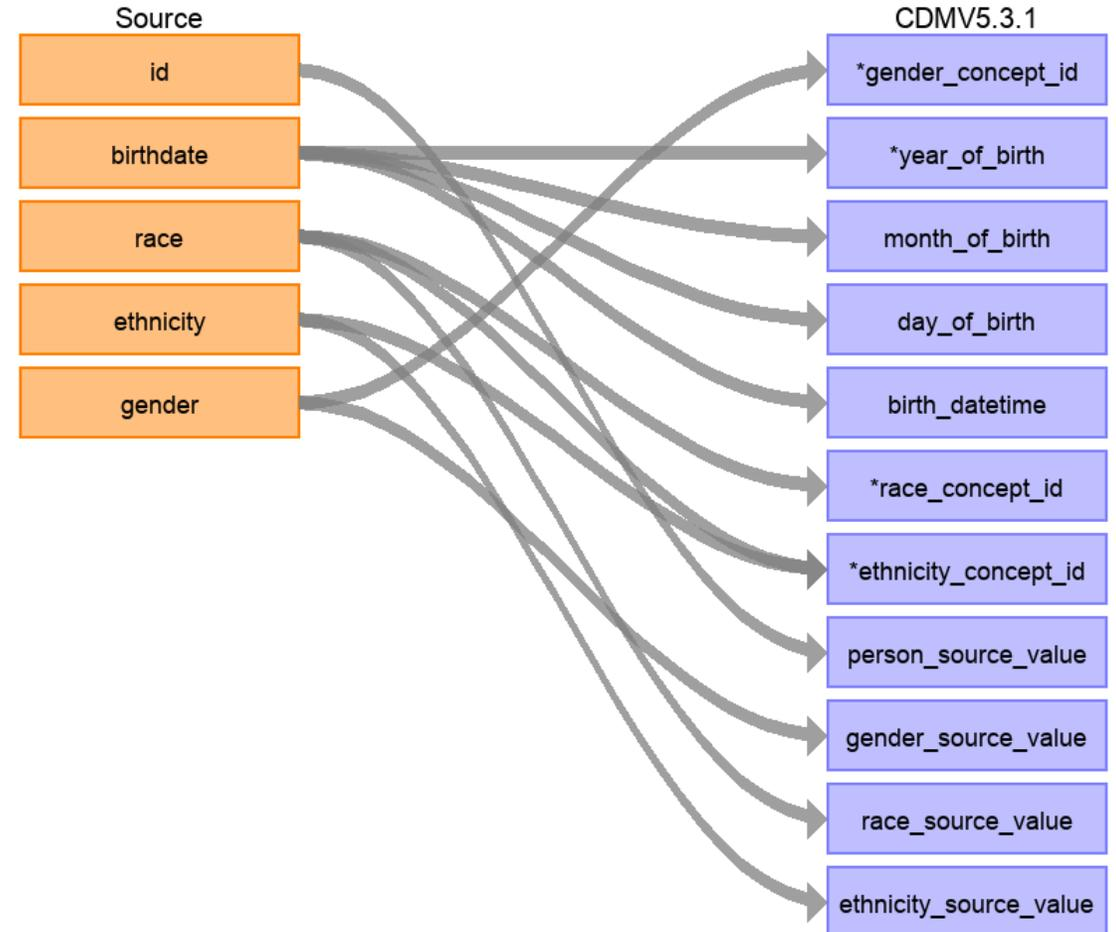 Source
CDMV5.3.1
id
*gender_concept_id
birthdate
*year_of_birth
race
month_of_birth
ethnicity
day_of_birth
gender
birth_datetime
*race_concept_id
*ethnicity_concept_id
person_source_value
gender_source_value
race_source_value
ethnicity_source_value